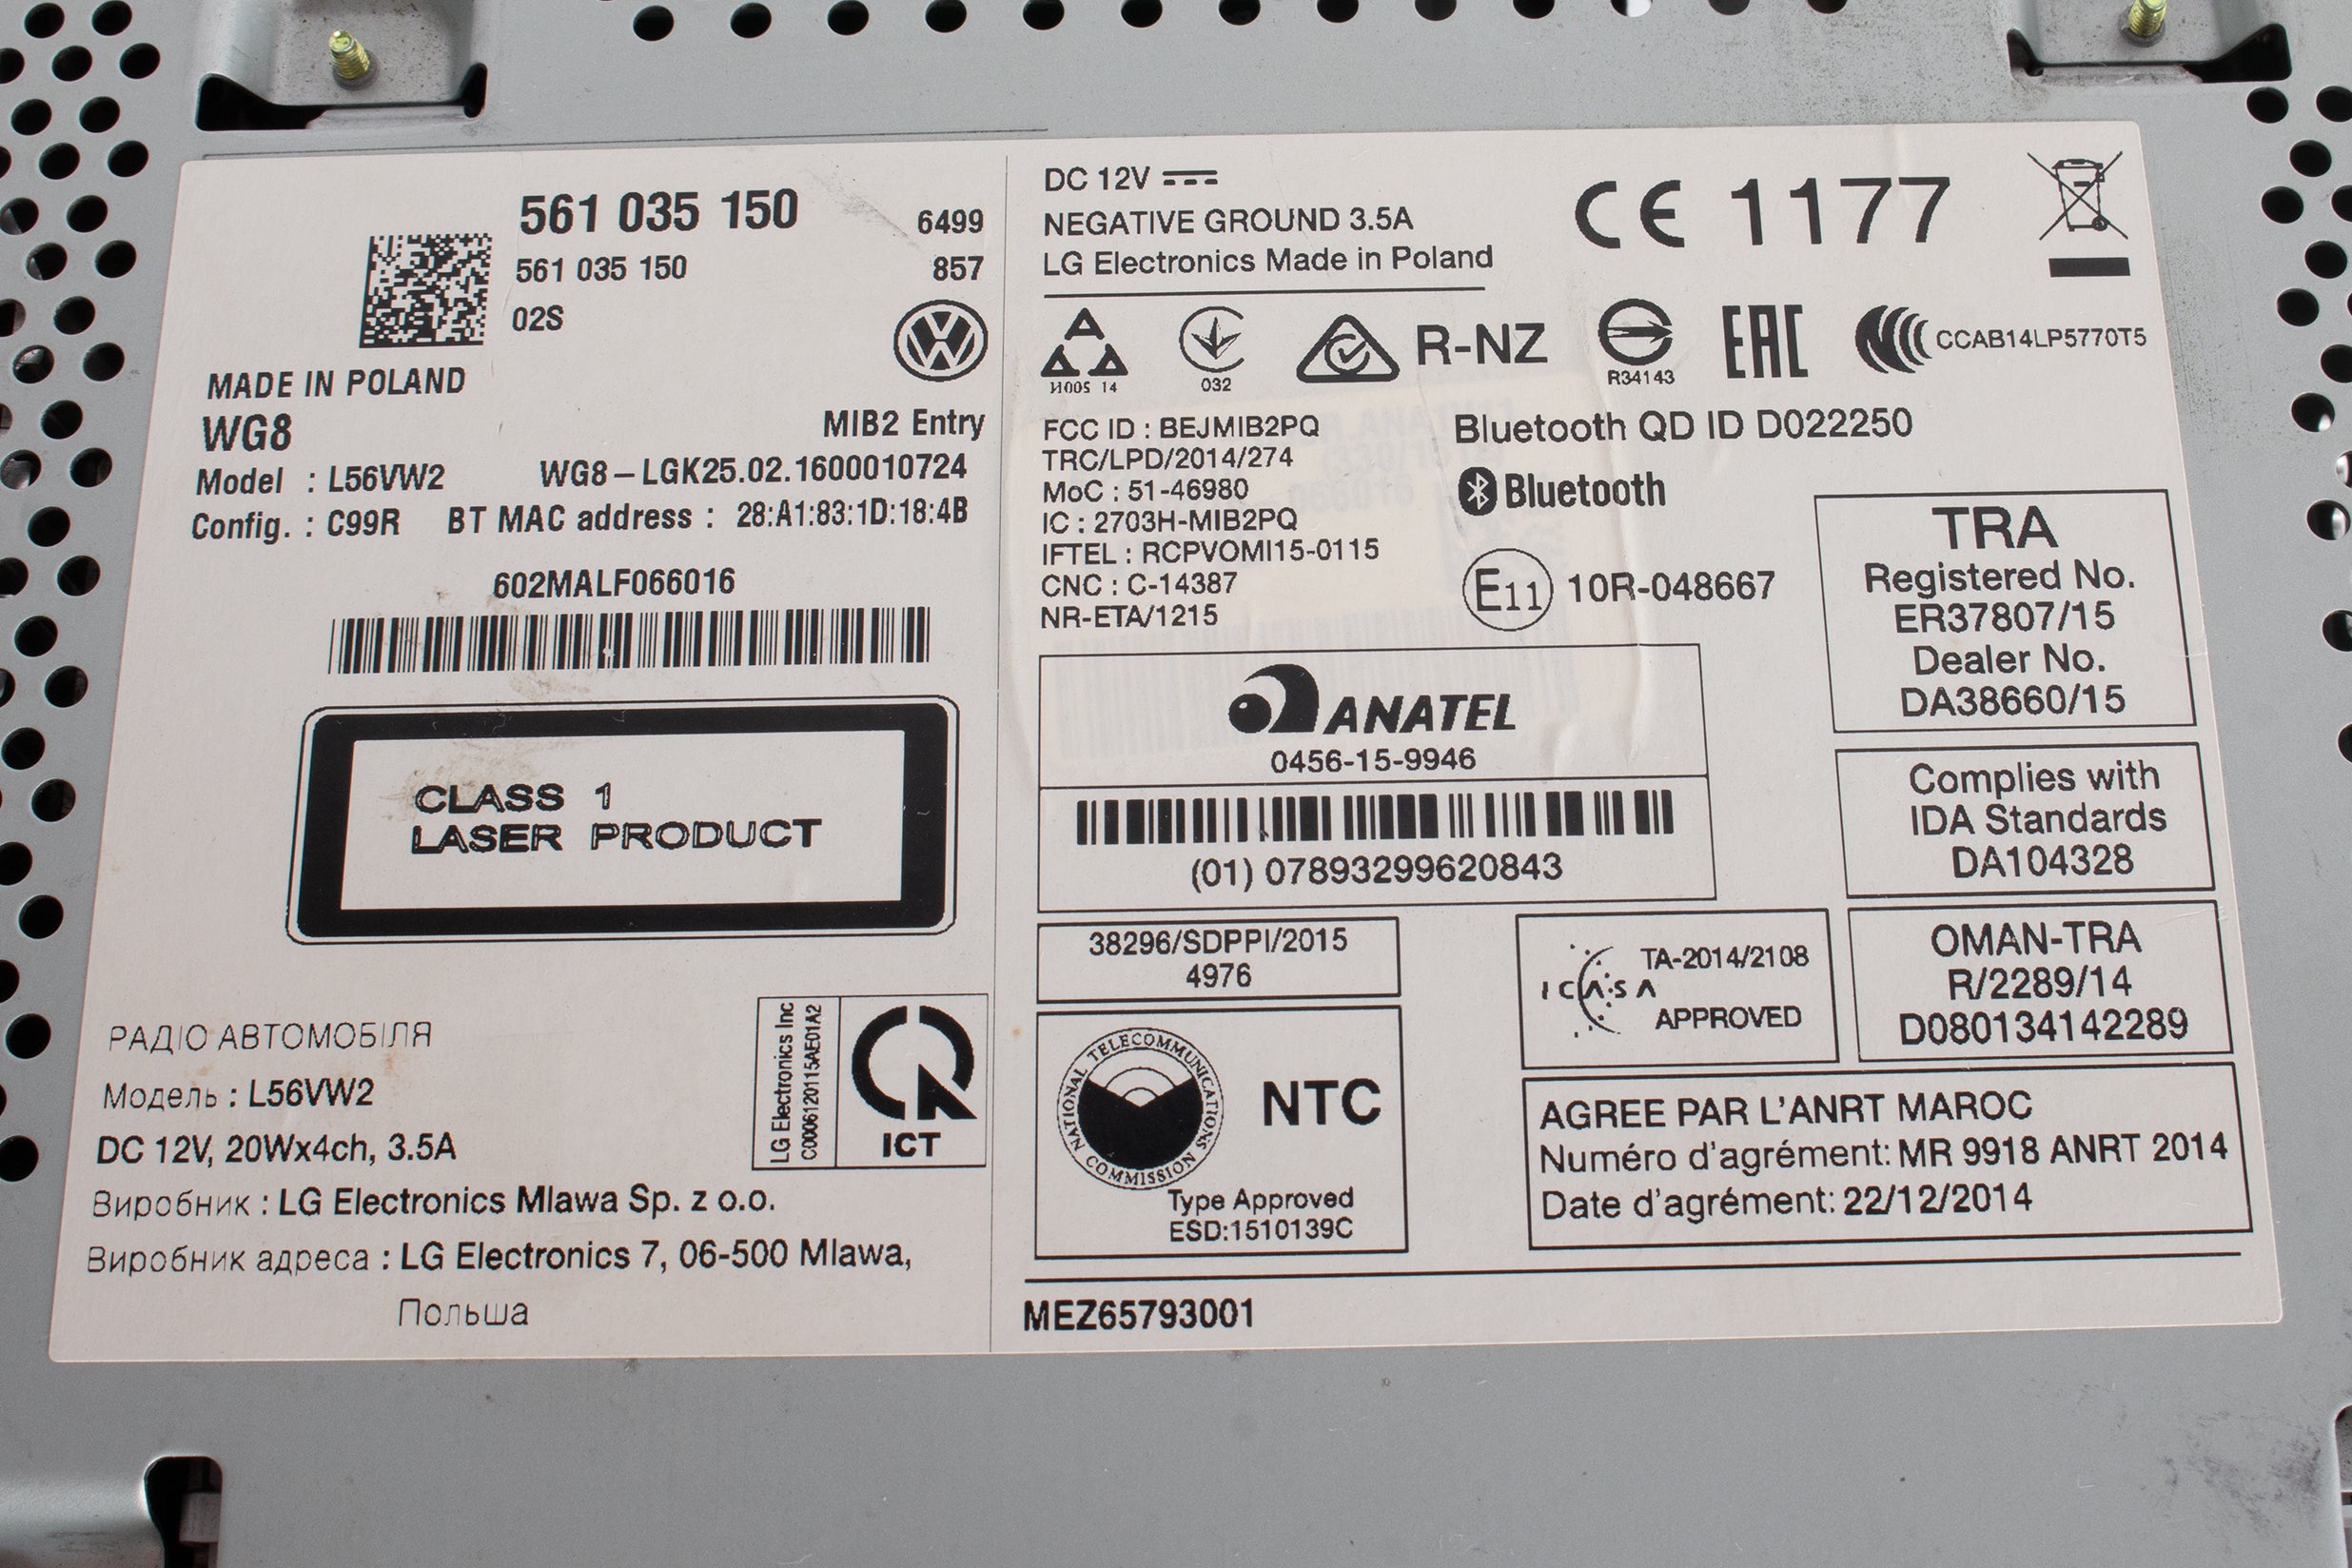 561 035 150
6499
561 035 150
857
02S
MADE IN POLAND
WG8
MIB2 Entry
Model : L56VW2 WG8-LGK25.02.1600010724
Config. : C99R BT MAC address : 28:A1:83:1D:18:4B
602MALF066016
CLASS 1
LASER PRODUCT
РАДІО АВТОМОБІЛЯ
Модель : L56VW2
DC 12V, 20Wx4ch, 3.5A
Виробник : LG Electronics Mlawa Sp. z o.o.
Виробник адреса : LG Electronics 7, 06-500 Mlawa,
Польша
LG Electronics Inc
C0006120115AE01A2
ICT
DC 12V
NEGATIVE GROUND 3.5A
LG Electronics Made in Poland
CE 1177
И005 14
032
R-NZ
R34143
EAC
CCAB14LP5770T5
FCC ID : BEJMIB2PQ
TRC/LPD/2014/274
MoC : 51-46980
IC : 2703H-MIB2PQ
IFTEL : RCPVOMI15-0115
CNC : C-14387
NR-ETA/1215
Bluetooth QD ID D022250
Bluetooth
E11 10R-048667
TRA
Registered No.
ER37807/15
Dealer No.
DA38660/15
ANATEL
0456-15-9946
(01) 07893299620843
Complies with
IDA Standards
DA104328
38296/SDPPI/2015
4976
ICASA
TA-2014/2108
APPROVED
OMAN-TRA
R/2289/14
D080134142289
NATIONAL TELECOMMUNICATIONS COMMISSION
NTC
Type Approved
ESD:1510139C
AGREE PAR L'ANRT MAROC
Numéro d'agrément: MR 9918 ANRT 2014
Date d'agrément: 22/12/2014
MEZ65793001